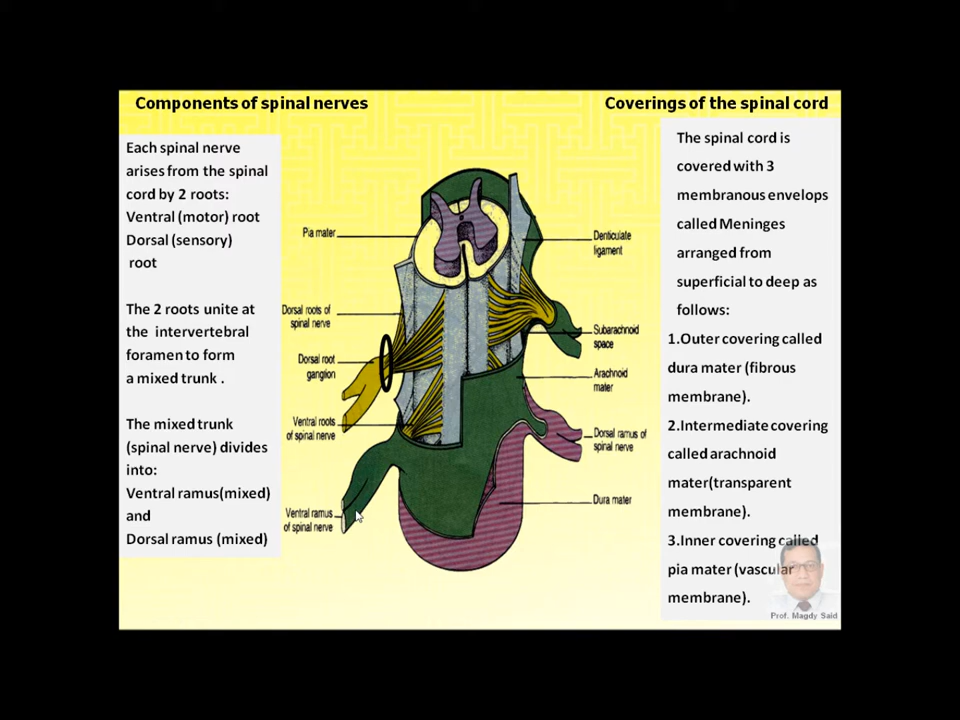 Components of spinal nerves
Each spinal nerve
arises from the spinal
cord by 2 roots:
Ventral (motor) root
Dorsal (sensory)
root
The 2 roots unite at
the intervertebral
foramen to form
a mixed trunk .
The mixed trunk
(spinal nerve) divides
into:
Ventral ramus(mixed)
and
Dorsal ramus (mixed)
Pia mater
Dorsal roots of
spinal nerve
Dorsal root
ganglion
Ventral roots
of spinal nerve
Ventral ramus
of spinal nerve
Denticulate
ligament
Subarachnoid
space
Arachnoid
mater
Dorsal ramus of
spinal nerve
Dura mater
Coverings of the spinal cord
The spinal cord is
covered with 3
membranous envelops
called Meninges
arranged from
superficial to deep as
follows:
1.Outer covering called
dura mater (fibrous
membrane).
2.Intermediate covering
called arachnoid
mater(transparent
membrane).
3.Inner covering called
pia mater (vascular
membrane).
Prof. Magdy Said